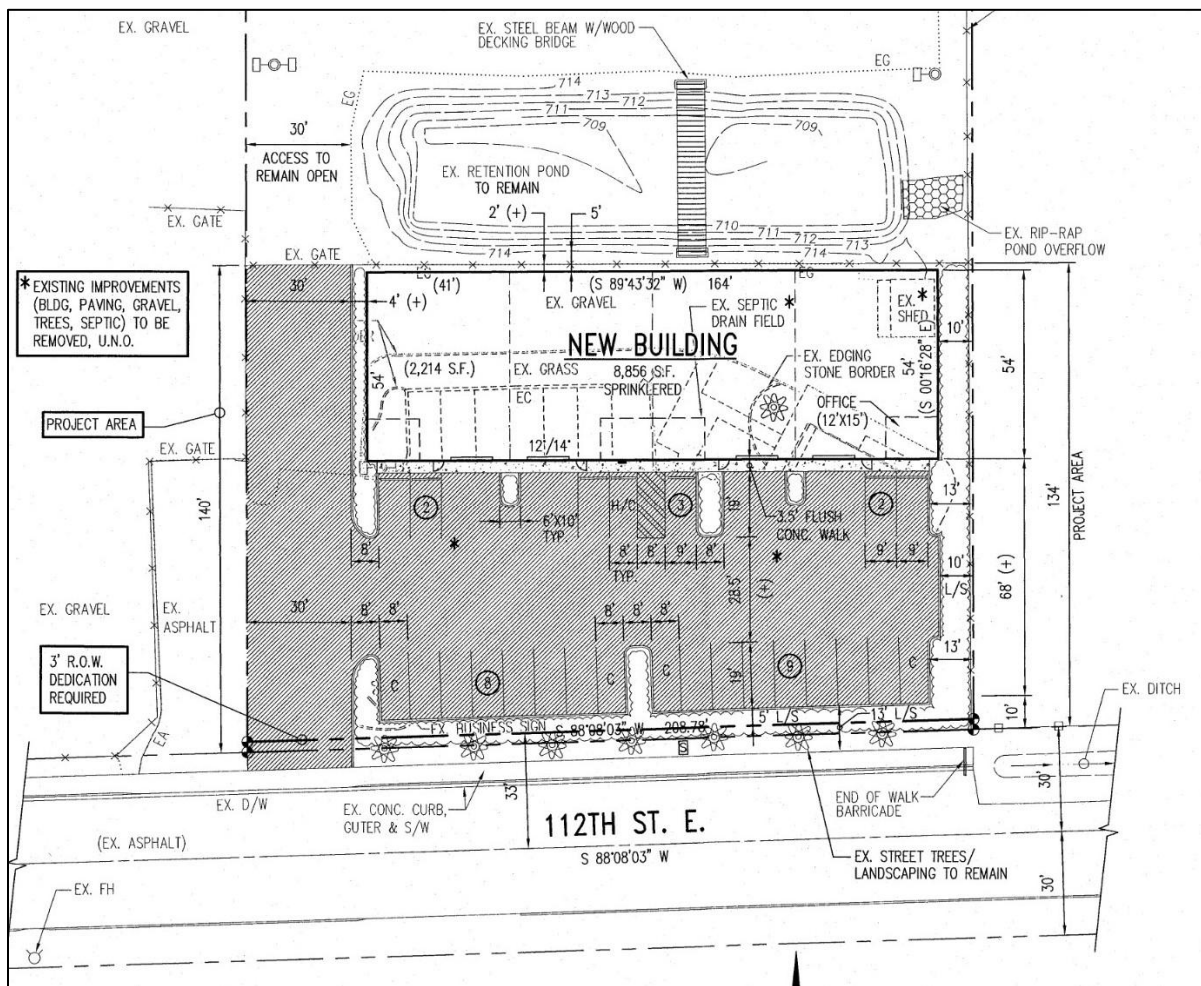 EX. GRAVEL
EX. STEEL BEAM W/WOOD
DECKING BRIDGE
EG
EG
714
713
712
711
709
709
30'
ACCESS TO
REMAIN OPEN
EX. RETENTION POND
TO REMAIN
2' (+)
5'
710
711
712
713
714
714
EX. RIP-RAP
POND OVERFLOW
EX. GATE
EX. GATE
* EXISTING IMPROVEMENTS
(BLDG, PAVING, GRAVEL,
TREES, SEPTIC) TO BE
REMOVED, U.N.O.
30'
4' (+)
EG
(41')
(S 89°43'32" W)
164'
EG
EX. GRAVEL
EX. SEPTIC *
DRAIN FIELD
EX. *
SHED
10'
NEW BUILDING
54'
(2,214 S.F.)
EX. GRASS
8,856 S.F.
SPRINKLERED
EX. EDGING
STONE BORDER
54'
(S 00°16'28" E)
54'
EC
OFFICE
(12'X15')
PROJECT AREA
EX. GATE
12'/14'
140'
2
H/C
3
19'
2
13'
134'
PROJECT AREA
6'X10'
TYP.
3.5' FLUSH
CONC. WALK
*
*
8'
8'
8'
9'
8'
TYP.
9'
9'
10'
L/S
68' (+)
28.5'
(+)
EX. GRAVEL
EX.
ASPHALT
30'
8'
8'
8'
8'
8'
13'
3' R.O.W.
DEDICATION
REQUIRED
C
8
C
C
19'
9
C
10'
EX. DITCH
EX. BUSINESS SIGN
S 88°08'03" W
208.78'
5' L/S
13' L/S
EA
S
EX. D/W
EX. CONC. CURB,
GUTER & S/W
33'
END OF WALK
BARRICADE
30'
112TH ST. E.
(EX. ASPHALT)
S 88°08'03" W
EX. STREET TREES/
LANDSCAPING TO REMAIN
30'
EX. FH